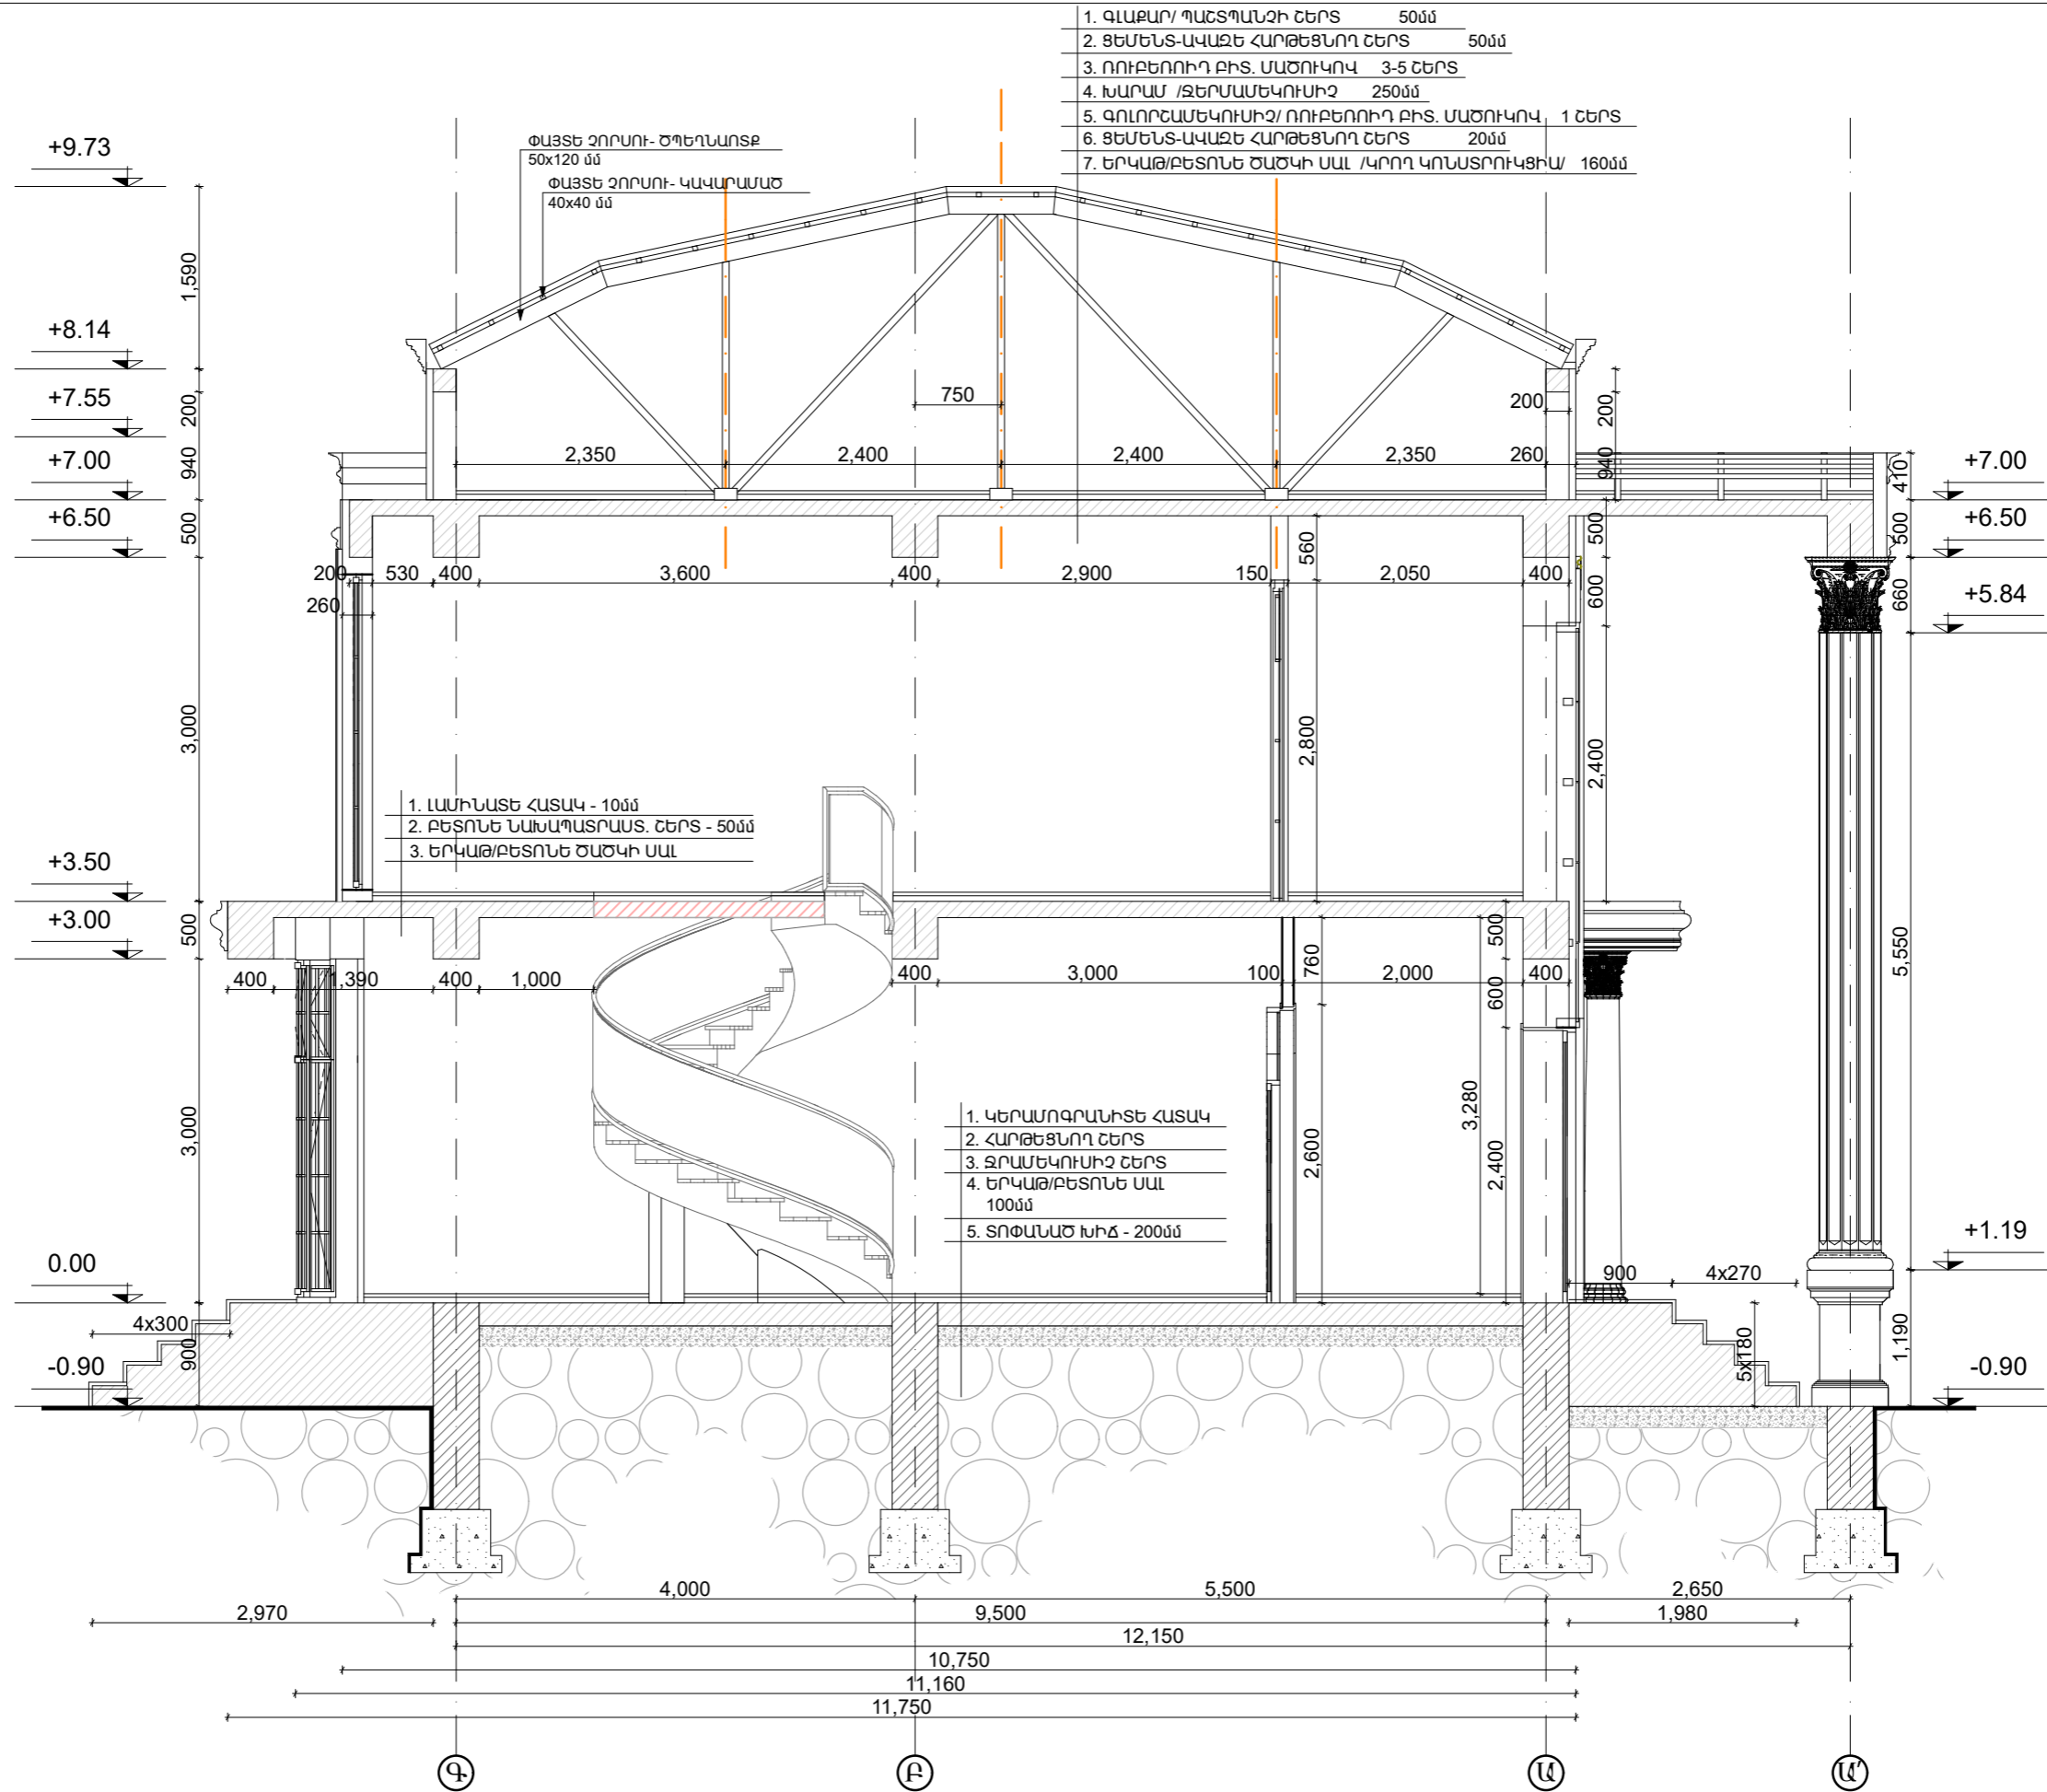 1. ԳԼԱՔԱՐ/ ՊԱՇՏՊԱՆՉԻ ՇԵՐՏ 50մմ
2. ՑԵՄԵՆՏ-ԱՎԱԶԵ ՀԱՐԹԵՑՆՈՂ ՇԵՐՏ 50մմ
3. ՌՈՒԲԵՌՈԻԴ ԲԻՏ. ՄԱԾՈՒԿՈՎ 3-5 ՇԵՐՏ
4. ԽԱՐԱՄ /ՋԵՐՄԱՄԵԿՈՒՍԻՉ 250մմ
5. ԳՈԼՈՐՇԱՄԵԿՈՒՍԻՉ/ ՌՈՒԲԵՌՈԻԴ ԲԻՏ. ՄԱԾՈՒԿՈՎ 1 ՇԵՐՏ
6. ՑԵՄԵՆՏ-ԱՎԱԶԵ ՀԱՐԹԵՑՆՈՂ ՇԵՐՏ 20մմ
7. ԵՐԿԱԹ/ԲԵՏՈՆԵ ԾԱԾԿԻ ՍԱԼ /ԿՐՈՂ ԿՈՆՍՏՐՈՒԿՑԻԱ/ 160մմ
ՓԱՅՏԵ ՉՈՐՍՈՒ- ԾՊԵՂՆԱՈՏՔ
50x120 մմ
ՓԱՅՏԵ ՉՈՐՍՈՒ- ԿԱՎԱՐԱՄԱԾ
40x40 մմ
+9.73
+8.14
+7.55
+7.00
+6.50
+3.50
+3.00
0.00
-0.90
1,590
200
940
500
3,000
500
3,000
900
750
200
200
940
2,350
2,400
2,400
2,350
260
410
+7.00
+6.50
+5.84
+1.19
-0.90
500
660
5,550
1,190
200
530
400
3,600
400
2,900
150
2,050
400
260
560
2,800
500
600
2,400
1. ԼԱՄԻՆԱՏԵ ՀԱՏԱԿ - 10մմ
2. ԲԵՏՈՆԵ ՆԱԽԱՊԱՏՐԱՍՏ. ՇԵՐՏ - 50մմ
3. ԵՐԿԱԹ/ԲԵՏՈՆԵ ԾԱԾԿԻ ՍԱԼ
400
1,390
400
1,000
400
3,000
100
2,000
400
760
2,600
500
600
3,280
2,400
1. ԿԵՐԱՄՈԳՐԱՆԻՏԵ ՀԱՏԱԿ
2. ՀԱՐԹԵՑՆՈՂ ՇԵՐՏ
3. ՋՐԱՄԵԿՈՒՍԻՉ ՇԵՐՏ
4. ԵՐԿԱԹ/ԲԵՏՈՆԵ ՍԱԼ
100մմ
5. ՏՈՓԱՆԱԾ ԽԻՃ - 200մմ
900
4x270
5x180
4x300
4,000
5,500
2,650
2,970
9,500
1,980
12,150
10,750
11,160
11,750
Գ
Բ
Ա
Ա'